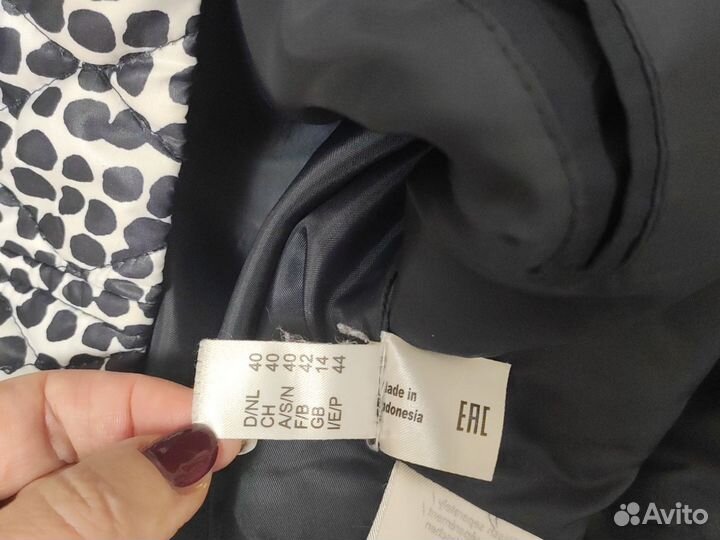 D/NL 40
CH 40
A/S/N 40
F/B 42
GB 14
I/E/P 44
Made in
Indonesia
EAC
Avito